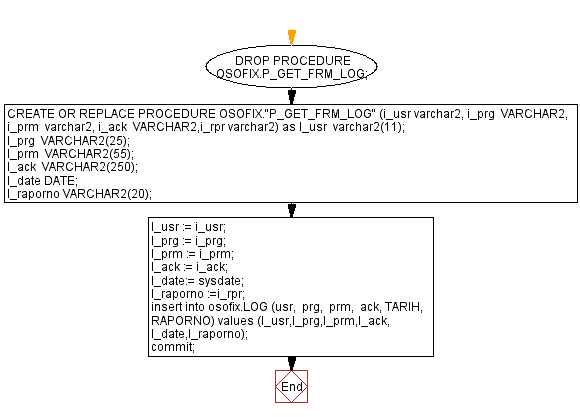 DROP PROCEDURE
OSOFIX.P_GET_FRM_LOG;
CREATE OR REPLACE PROCEDURE OSOFIX."P_GET_FRM_LOG" (i_usr varchar2, i_prg VARCHAR2,
i_prm varchar2, i_ack VARCHAR2,i_rpr varchar2) as l_usr varchar2(11);
l_prg VARCHAR2(25);
l_prm VARCHAR2(55);
l_ack VARCHAR2(250);
l_date DATE;
l_raporno VARCHAR2(20);
l_usr := i_usr;
l_prg := i_prg;
l_prm := i_prm;
l_ack := i_ack;
l_date:= sysdate;
l_raporno :=i_rpr;
insert into osofix.LOG (usr, prg, prm, ack, TARIH,
RAPORNO) values (l_usr,l_prg,l_prm,l_ack,
l_date,l_raporno);
commit;
End